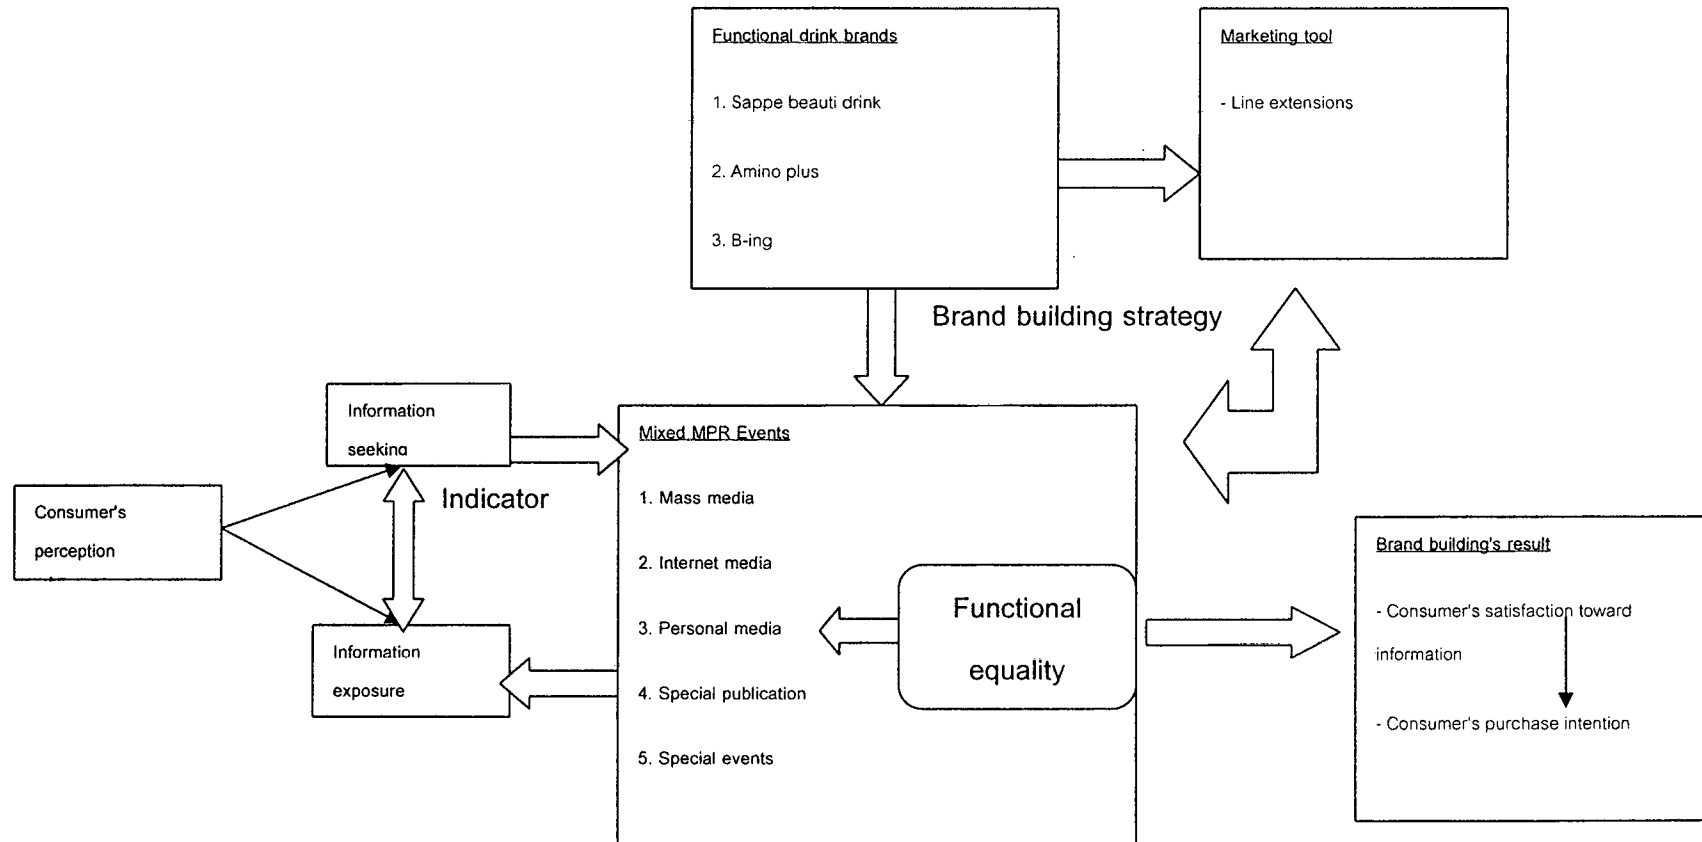 Functional drink brands
1. Sappe beauti drink
2. Amino plus
3. B-ing
Marketing tool
- Line extensions
Brand building strategy
Information
seeking
Indicator
Consumer's
perception
Information
exposure
Mixed MPR Events
1. Mass media
2. Internet media
3. Personal media
4. Special publication
5. Special events
Functional
equality
Brand building's result
- Consumer's satisfaction toward
information
- Consumer's purchase intention